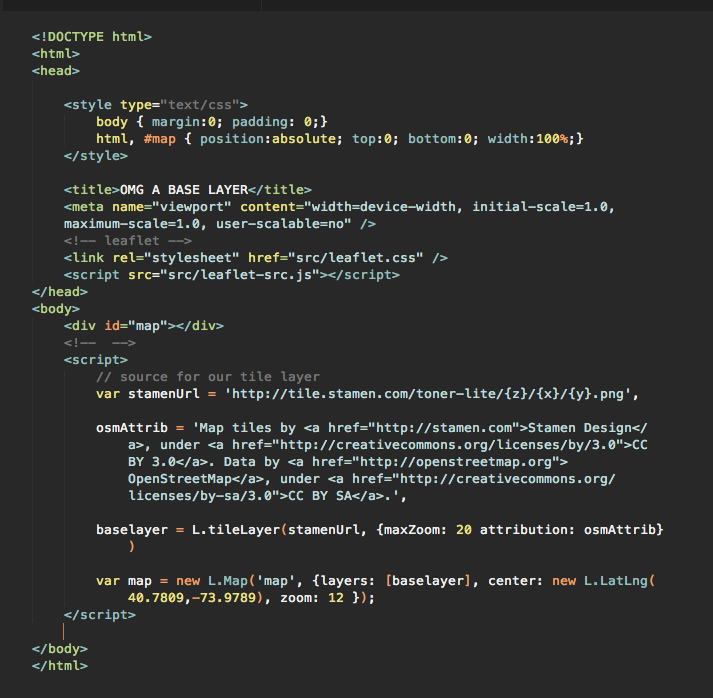 <!DOCTYPE html>
<html>
<head>
<style type="text/css">
body { margin:0; padding: 0;}
html, #map { position:absolute; top:0; bottom:0; width:100%;}
</style>
<title>OMG A BASE LAYER</title>
<meta name="viewport" content="width=device-width, initial-scale=1.0,
maximum-scale=1.0, user-scalable=no" />
<!-- leaflet -->
<link rel="stylesheet" href="src/leaflet.css" />
<script src="src/leaflet-src.js"></script>
</head>
<body>
<div id="map"></div>
<!--  -->
<script>
// source for our tile layer
var stamenUrl = 'http://tile.stamen.com/toner-lite/{z}/{x}/{y}.png',
osmAttrib = 'Map tiles by <a href="http://stamen.com">Stamen Design</
a>, under <a href="http://creativecommons.org/licenses/by/3.0">CC
BY 3.0</a>. Data by <a href="http://openstreetmap.org">
OpenStreetMap</a>, under <a href="http://creativecommons.org/
licenses/by-sa/3.0">CC BY SA</a>.',
baselayer = L.tileLayer(stamenUrl, {maxZoom: 20 attribution: osmAttrib}
)
var map = new L.Map('map', {layers: [baselayer], center: new L.LatLng(
40.7809,-73.9789), zoom: 12 });
</script>
</body>
</html>